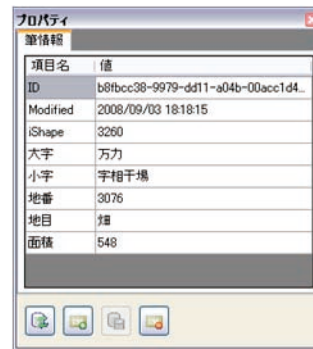 プロパティ
筆情報
項目名 値
ID b8fbcc38-9979-dd11-a04b-00acc1d4...
Modified 2008/09/03 18:18:15
iShape 3260
大字 万力
小字 字相干場
地番 3076
地目 畑
面積 548